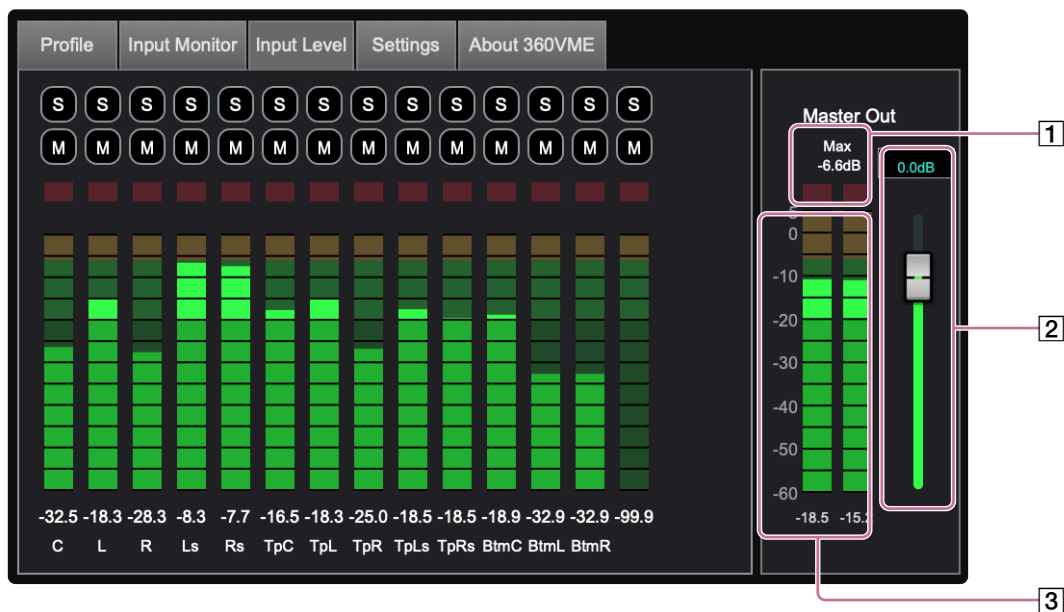 Profile Input Monitor Input Level Settings About 360VME
S S S S S S S S S S S S S S
M M M M M M M M M M M M M M
-32.5 -18.3 -28.3 -8.3 -7.7 -16.5 -18.3 -25.0 -18.5 -18.5 -18.9 -32.9 -32.9 -99.9
C L R Ls Rs TpC TpL TpR TpLs TpRs BtmC BtmL BtmR
Master Out
Max
-6.6dB
0.0dB
0
-10
-20
-30
-40
-50
-60
-18.5 -15.2
1
2
3